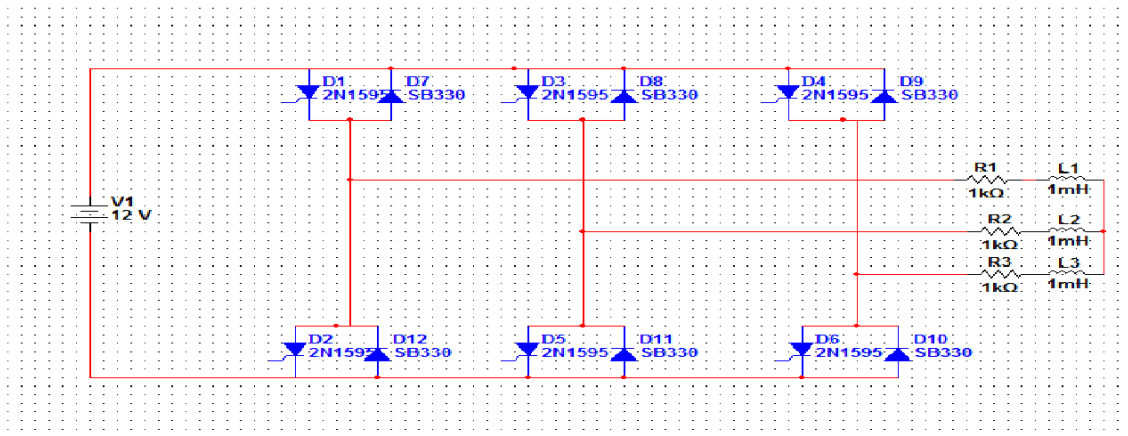 D1 D7 D3 D8 D4 D9
2N1595 SB330 2N1595 SB330 2N1595 SB330
R1 L1
1kΩ 1mH
V1
12 V
R2 L2
1kΩ 1mH
R3 L3
1kΩ 1mH
D2 D12 D5 D11 D6 D10
2N1595 SB330 2N1595 SB330 2N1595 SB330